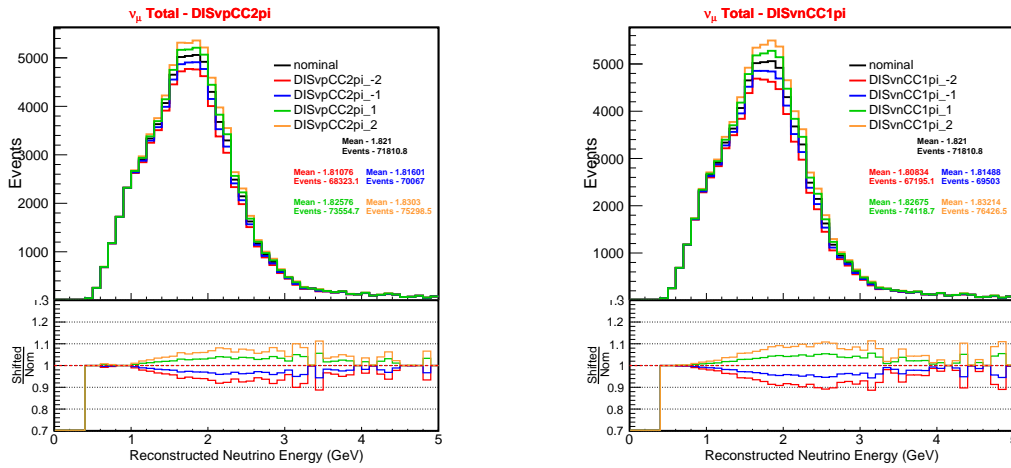 ν_μ Total - DISvpCC2pi
Events
5000
4000
3000
2000
1000
nominal
DISvpCC2pi_-2
DISvpCC2pi_-1
DISvpCC2pi_1
DISvpCC2pi_2
Mean - 1.821
Events - 71810.8
Mean - 1.81076 Mean - 1.81601
Events - 68323.1 Events - 70067
Mean - 1.82576 Mean - 1.8303
Events - 73554.7 Events - 75298.5
Shifted
Nom
1.3
1.2
1.1
1
0.9
0.8
0.7
0 1 2 3 4 5
Reconstructed Neutrino Energy (GeV)
ν_μ Total - DISvnCC1pi
Events
5000
4000
3000
2000
1000
nominal
DISvnCC1pi_-2
DISvnCC1pi_-1
DISvnCC1pi_1
DISvnCC1pi_2
Mean - 1.821
Events - 71810.8
Mean - 1.80834 Mean - 1.81488
Events - 67195.1 Events - 69503
Mean - 1.82675 Mean - 1.83214
Events - 74118.7 Events - 76426.5
Shifted
Nom
1.3
1.2
1.1
1
0.9
0.8
0.7
0 1 2 3 4 5
Reconstructed Neutrino Energy (GeV)